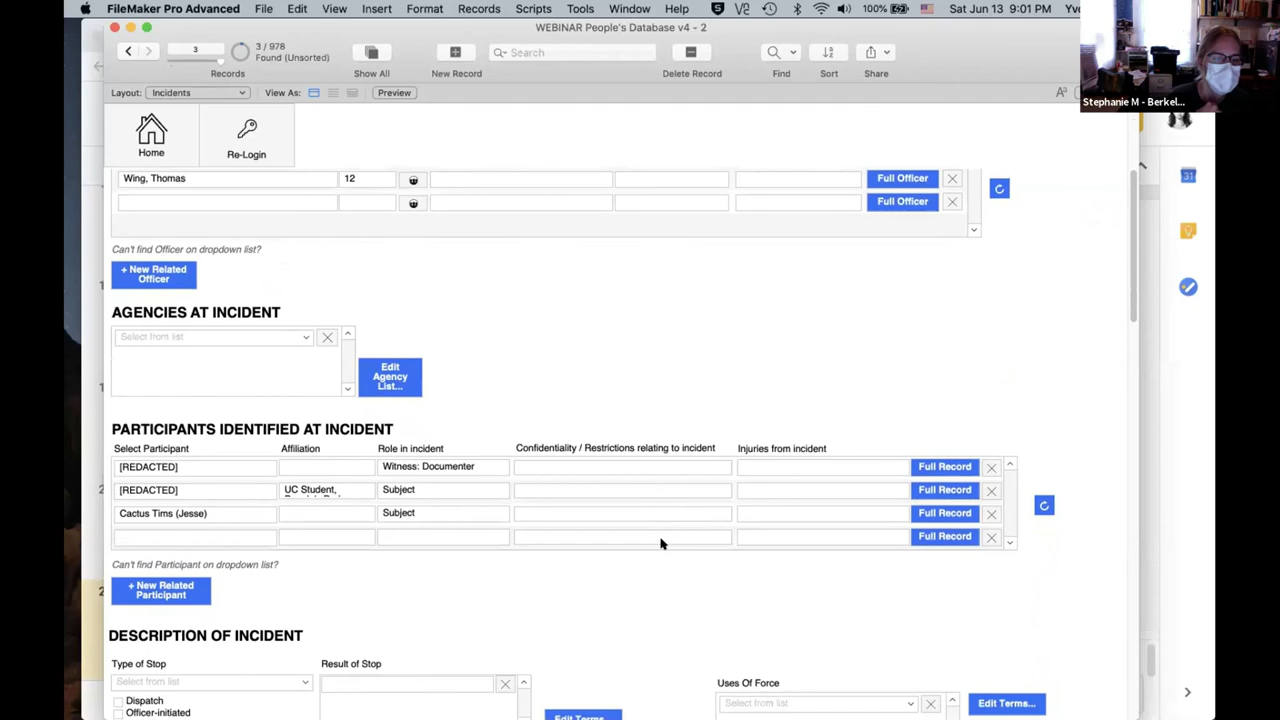 FileMaker Pro Advanced File Edit View Insert Format Records Scripts Tools Window Help 100% Sat Jun 13 9:01 PM Yv
WEBINAR People's Database v4 - 2
3 3 / 978
Found (Unsorted)
Search
Records Show All New Record Delete Record Find Sort Share
Layout: Incidents View As: Preview
Stephanie M - Berkel...
Home Re-Login
Wing, Thomas 12 Full Officer
Full Officer
Can't find Officer on dropdown list?
+ New Related
Officer
AGENCIES AT INCIDENT
Select from list
Edit
Agency
List...
PARTICIPANTS IDENTIFIED AT INCIDENT
Select Participant Affiliation Role in incident Confidentiality / Restrictions relating to incident Injuries from incident
[REDACTED] Witness: Documenter Full Record
[REDACTED] UC Student, Subject Full Record
Cactus Tims (Jesse) Subject Full Record
Full Record
Can't find Participant on dropdown list?
+ New Related
Participant
DESCRIPTION OF INCIDENT
Type of Stop Result of Stop
Select from list
Uses Of Force
Select from list Edit Terms...
Dispatch
Officer-initiated
Edit Terms